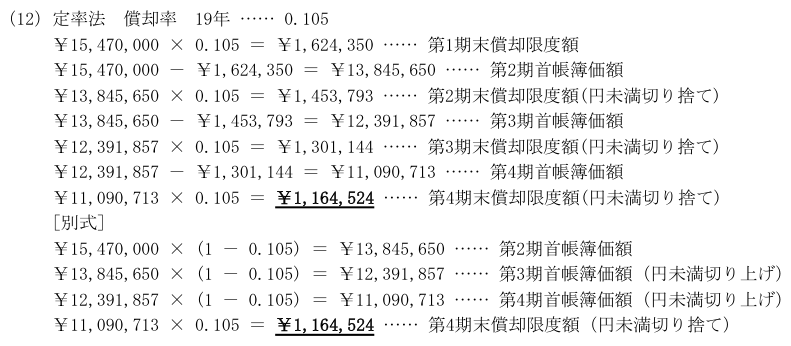 (12) 定率法　償却率　19年 …… 0.105
￥15,470,000 × 0.105 ＝ ￥1,624,350 …… 第1期末償却限度額
￥15,470,000 － ￥1,624,350 ＝ ￥13,845,650 …… 第2期首帳簿価額
￥13,845,650 × 0.105 ＝ ￥1,453,793 …… 第2期末償却限度額(円未満切り捨て)
￥13,845,650 － ￥1,453,793 ＝ ￥12,391,857 …… 第3期首帳簿価額
￥12,391,857 × 0.105 ＝ ￥1,301,144 …… 第3期末償却限度額(円未満切り捨て)
￥12,391,857 － ￥1,301,144 ＝ ￥11,090,713 …… 第4期首帳簿価額
￥11,090,713 × 0.105 ＝ ￥1,164,524 …… 第4期末償却限度額(円未満切り捨て)
[別式]
￥15,470,000 × (1 － 0.105) ＝ ￥13,845,650 …… 第2期首帳簿価額
￥13,845,650 × (1 － 0.105) ＝ ￥12,391,857 …… 第3期首帳簿価額 (円未満切り上げ)
￥12,391,857 × (1 － 0.105) ＝ ￥11,090,713 …… 第4期首帳簿価額 (円未満切り上げ)
￥11,090,713 × 0.105 ＝ ￥1,164,524 …… 第4期末償却限度額 (円未満切り捨て)